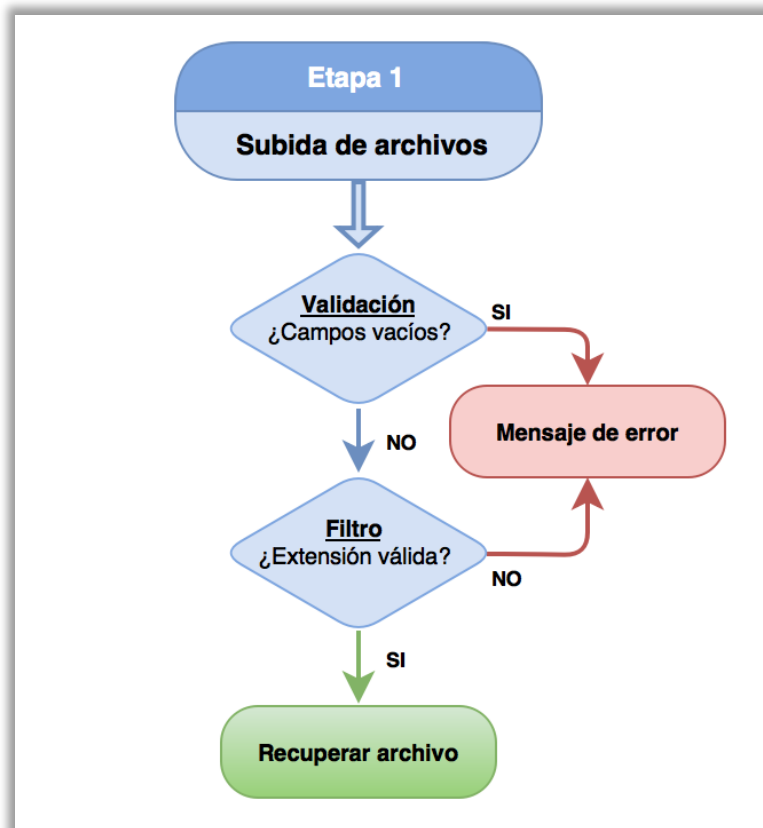 Etapa 1
Subida de archivos
Validación
¿Campos vacíos?
SI
Mensaje de error
NO
Filtro
¿Extensión válida?
NO
SI
Recuperar archivo